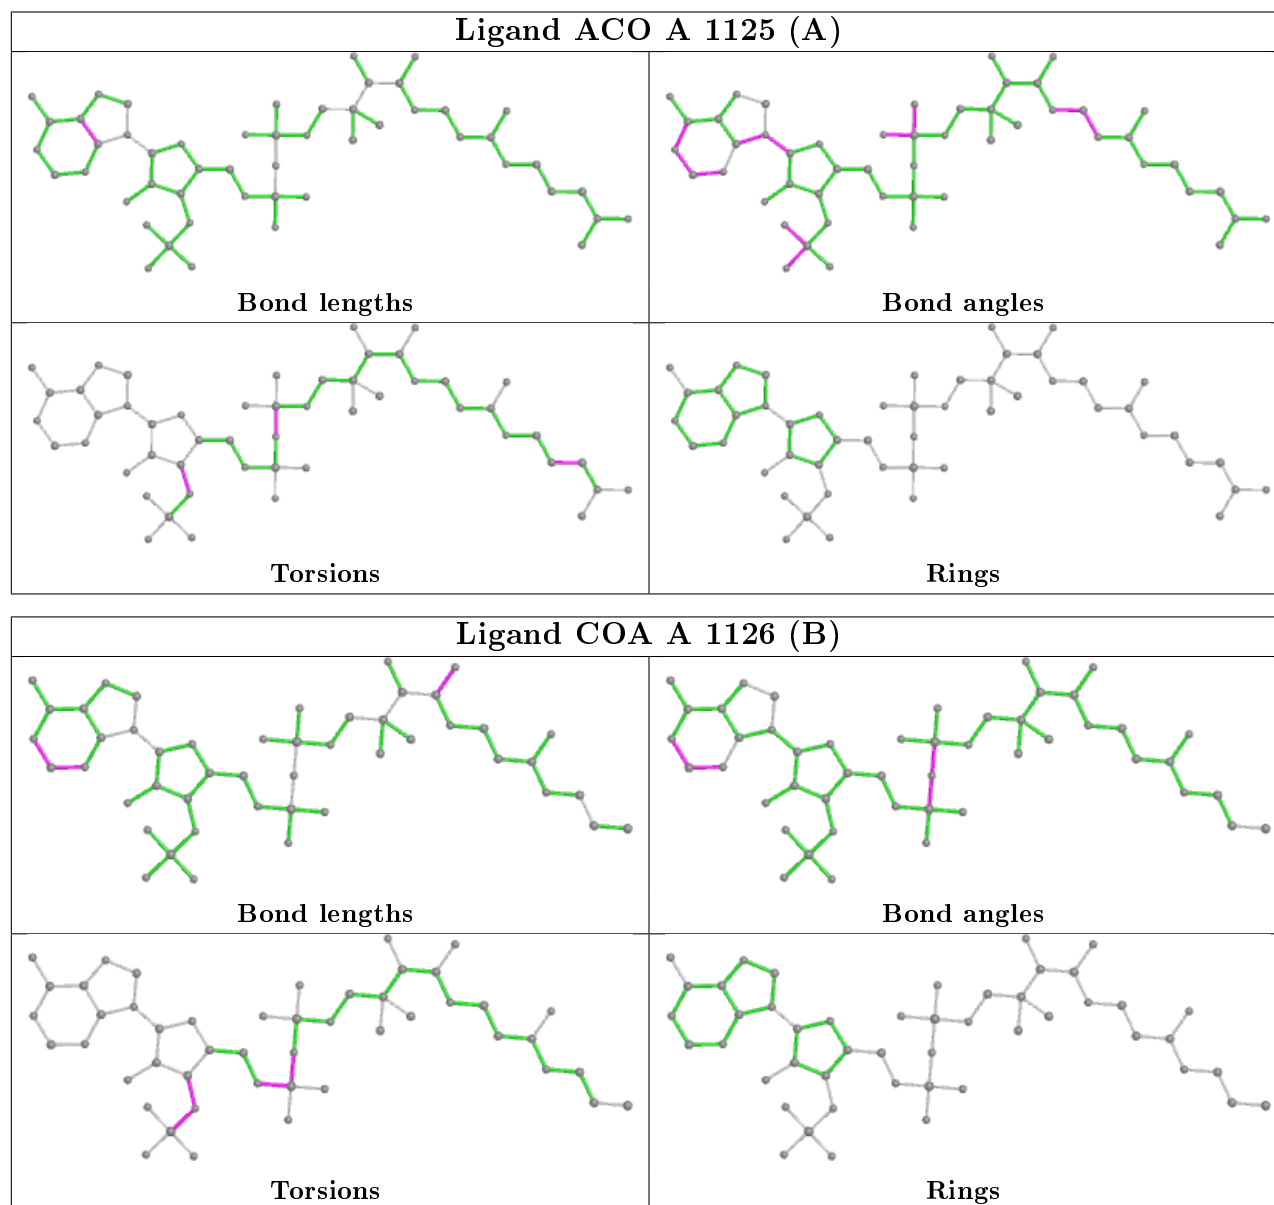 Ligand ACO A 1125 (A)
Bond lengths
Bond angles
Torsions
Rings
Ligand COA A 1126 (B)
Bond lengths
Bond angles
Torsions
Rings